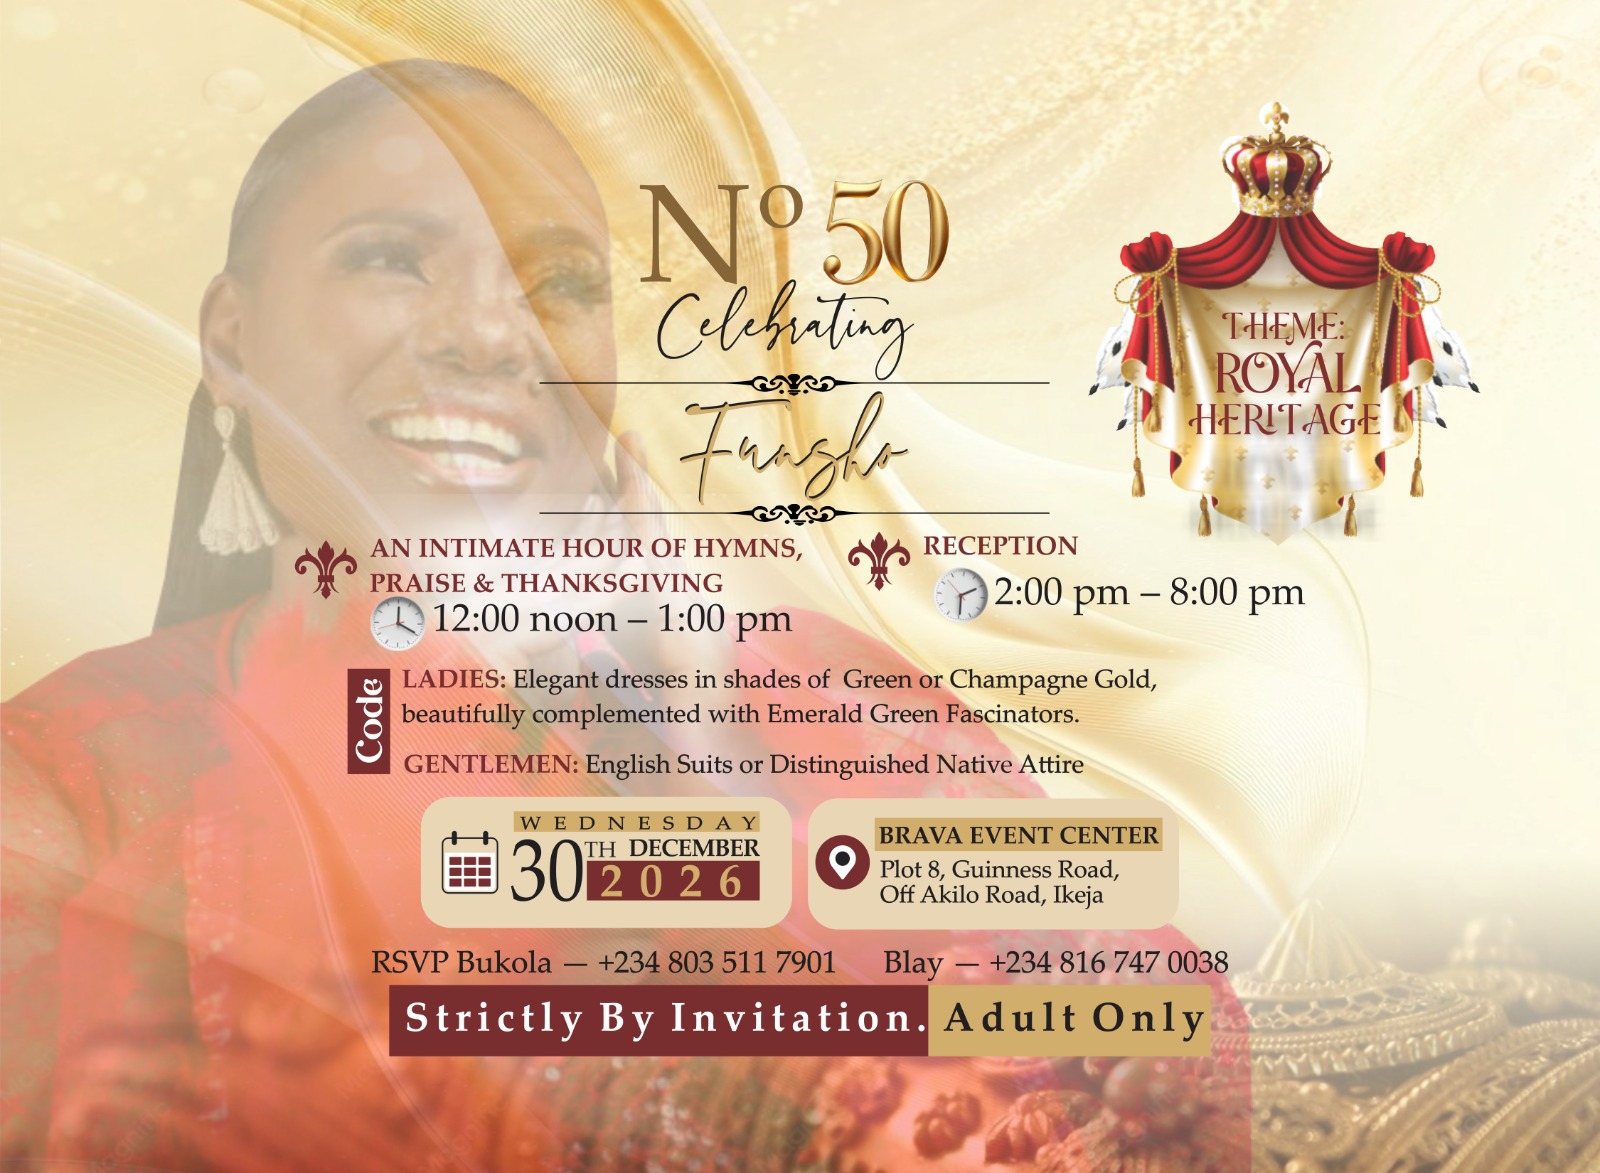 Nº 50
Celebrating
Funsho
THEME:
ROYAL
HERITAGE
AN INTIMATE HOUR OF HYMNS,
PRAISE & THANKSGIVING
12:00 noon – 1:00 pm
RECEPTION
2:00 pm – 8:00 pm
Code
LADIES: Elegant dresses in shades of Green or Champagne Gold,
beautifully complemented with Emerald Green Fascinators.
GENTLEMEN: English Suits or Distinguished Native Attire
WEDNESDAY
30TH DECEMBER
2026
BRAVA EVENT CENTER
Plot 8, Guinness Road,
Off Akilo Road, Ikeja
RSVP Bukola — +234 803 511 7901 Blay — +234 816 747 0038
Strictly By Invitation. Adult Only